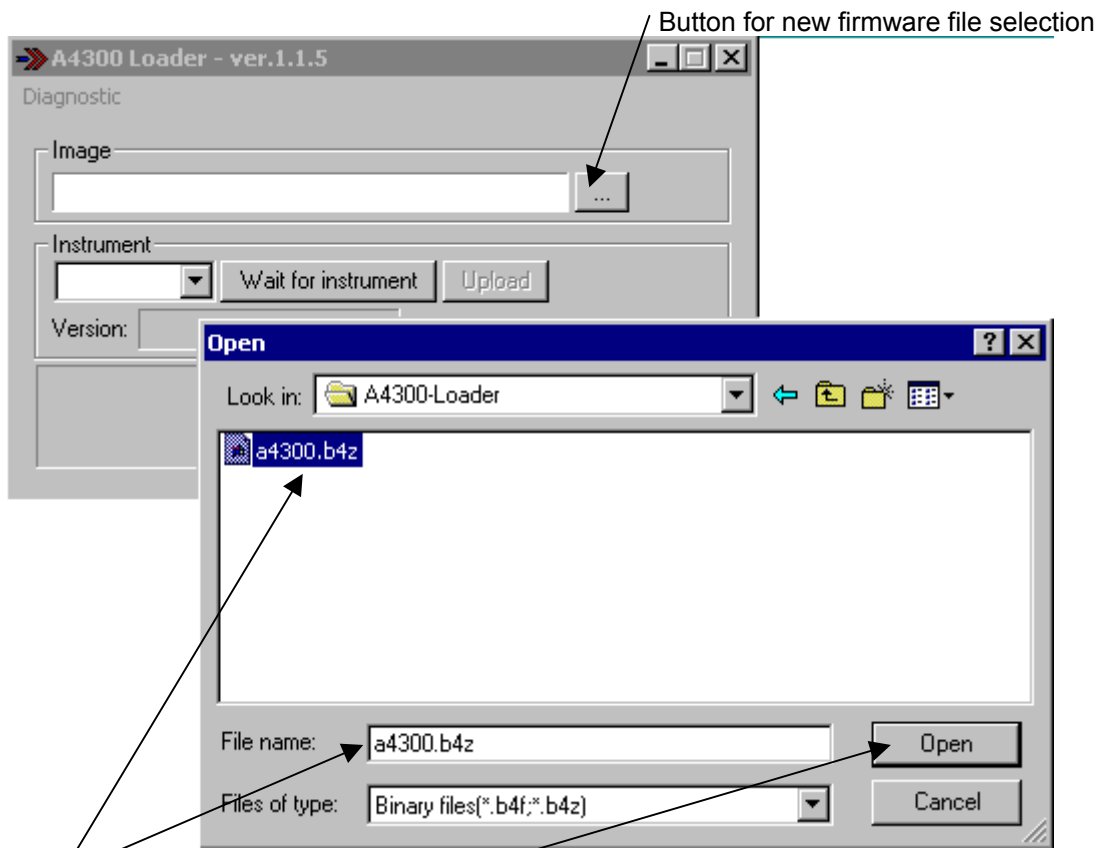 Button for new firmware file selection
A4300 Loader - ver.1.1.5
Diagnostic
Image
...
Instrument
Wait for instrument Upload
Version:
Open
Look in: A4300-Loader
a4300.b4z
File name: a4300.b4z Open
Files of type: Binary files(*.b4f;*.b4z) Cancel